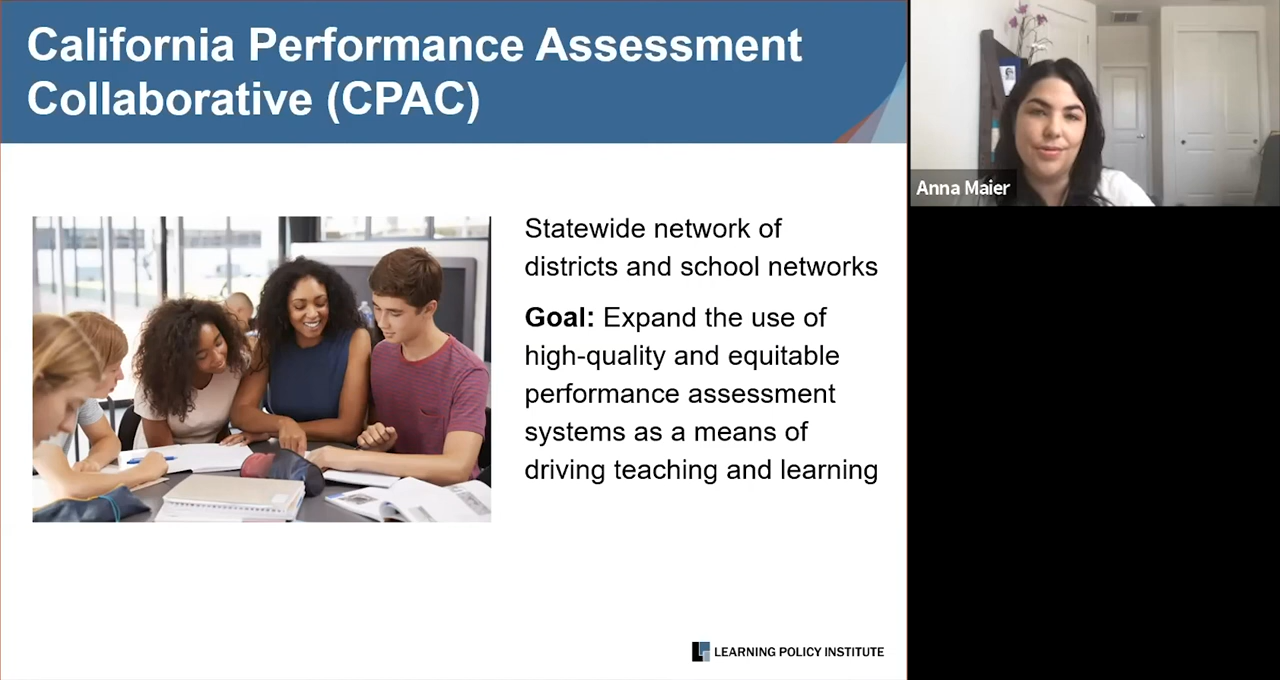 California Performance Assessment
Collaborative (CPAC)
Statewide network of
districts and school networks
Goal: Expand the use of
high-quality and equitable
performance assessment
systems as a means of
driving teaching and learning
LEARNING POLICY INSTITUTE
Anna Maier